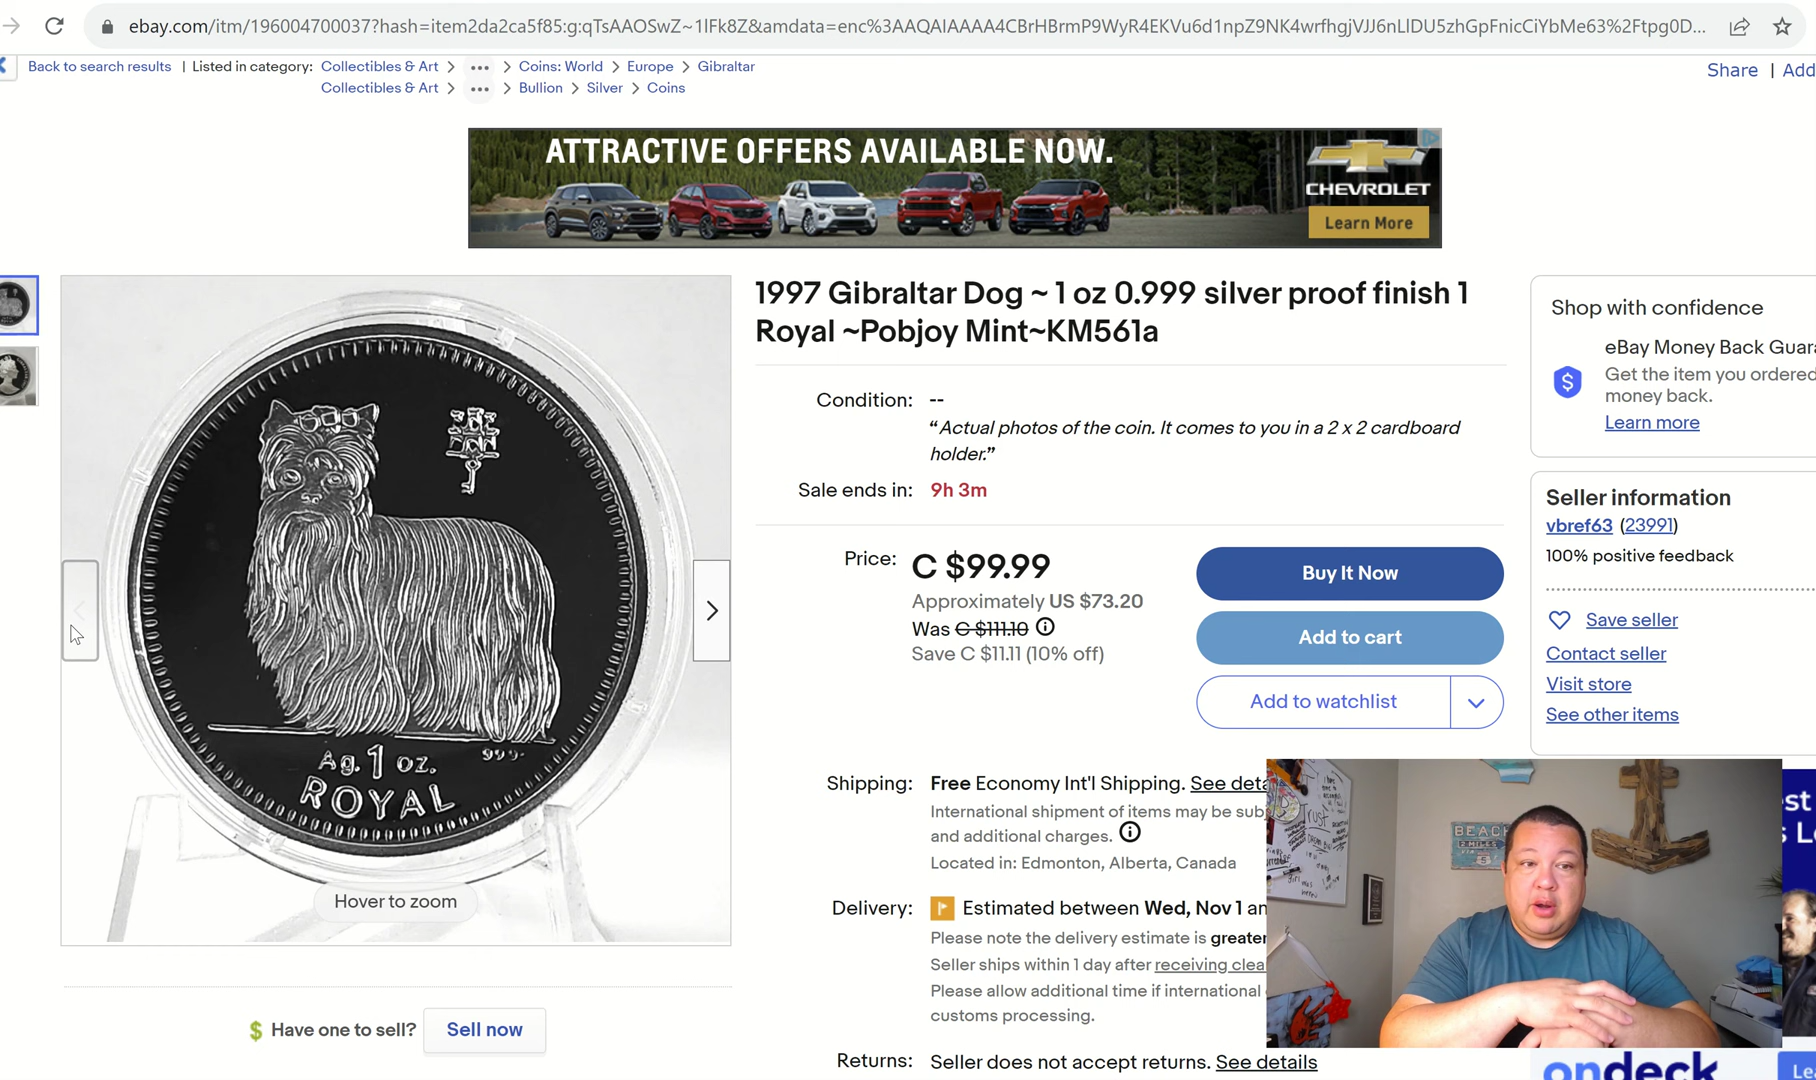 ebay.com/itm/196004700037?hash=item2da2ca5f85:g:qTsAAOSwZ~1lFk8Z&amdata=enc%3AAQAIAAAA4CBrHBrmP9WyR4EKVu6d1npZ9NK4wrfhgjVJJ6nLlDU5zhGpFnicCiYbMe63%2Ftpg0D...
Back to search results | Listed in category: Collectibles & Art > ••• > Coins: World > Europe > Gibraltar
Share | Add
Collectibles & Art > ••• > Bullion > Silver > Coins
ATTRACTIVE OFFERS AVAILABLE NOW.
CHEVROLET
Learn More
1997 Gibraltar Dog ~ 1 oz 0.999 silver proof finish 1
Royal ~Pobjoy Mint~KM561a
Condition: --
“Actual photos of the coin. It comes to you in a 2 x 2 cardboard
holder.”
Sale ends in: 9h 3m
Price: C $99.99
Approximately US $73.20
Was C $111.10
Save C $11.11 (10% off)
Buy It Now
Add to cart
Add to watchlist
Shipping: Free Economy Int'l Shipping. See deta
International shipment of items may be sub
and additional charges.
Located in: Edmonton, Alberta, Canada
Delivery: Estimated between Wed, Nov 1 an
Please note the delivery estimate is greater
Seller ships within 1 day after receiving clea
Please allow additional time if international
customs processing.
Returns: Seller does not accept returns. See details
Ag. 1 oz. 999.
ROYAL
Hover to zoom
Have one to sell? Sell now
Shop with confidence
eBay Money Back Guar
Get the item you ordered
money back.
Learn more
Seller information
vbref63 (23991)
100% positive feedback
Save seller
Contact seller
Visit store
See other items
Trust
BEACH
2 MILES
st
s L
ondeck
Le